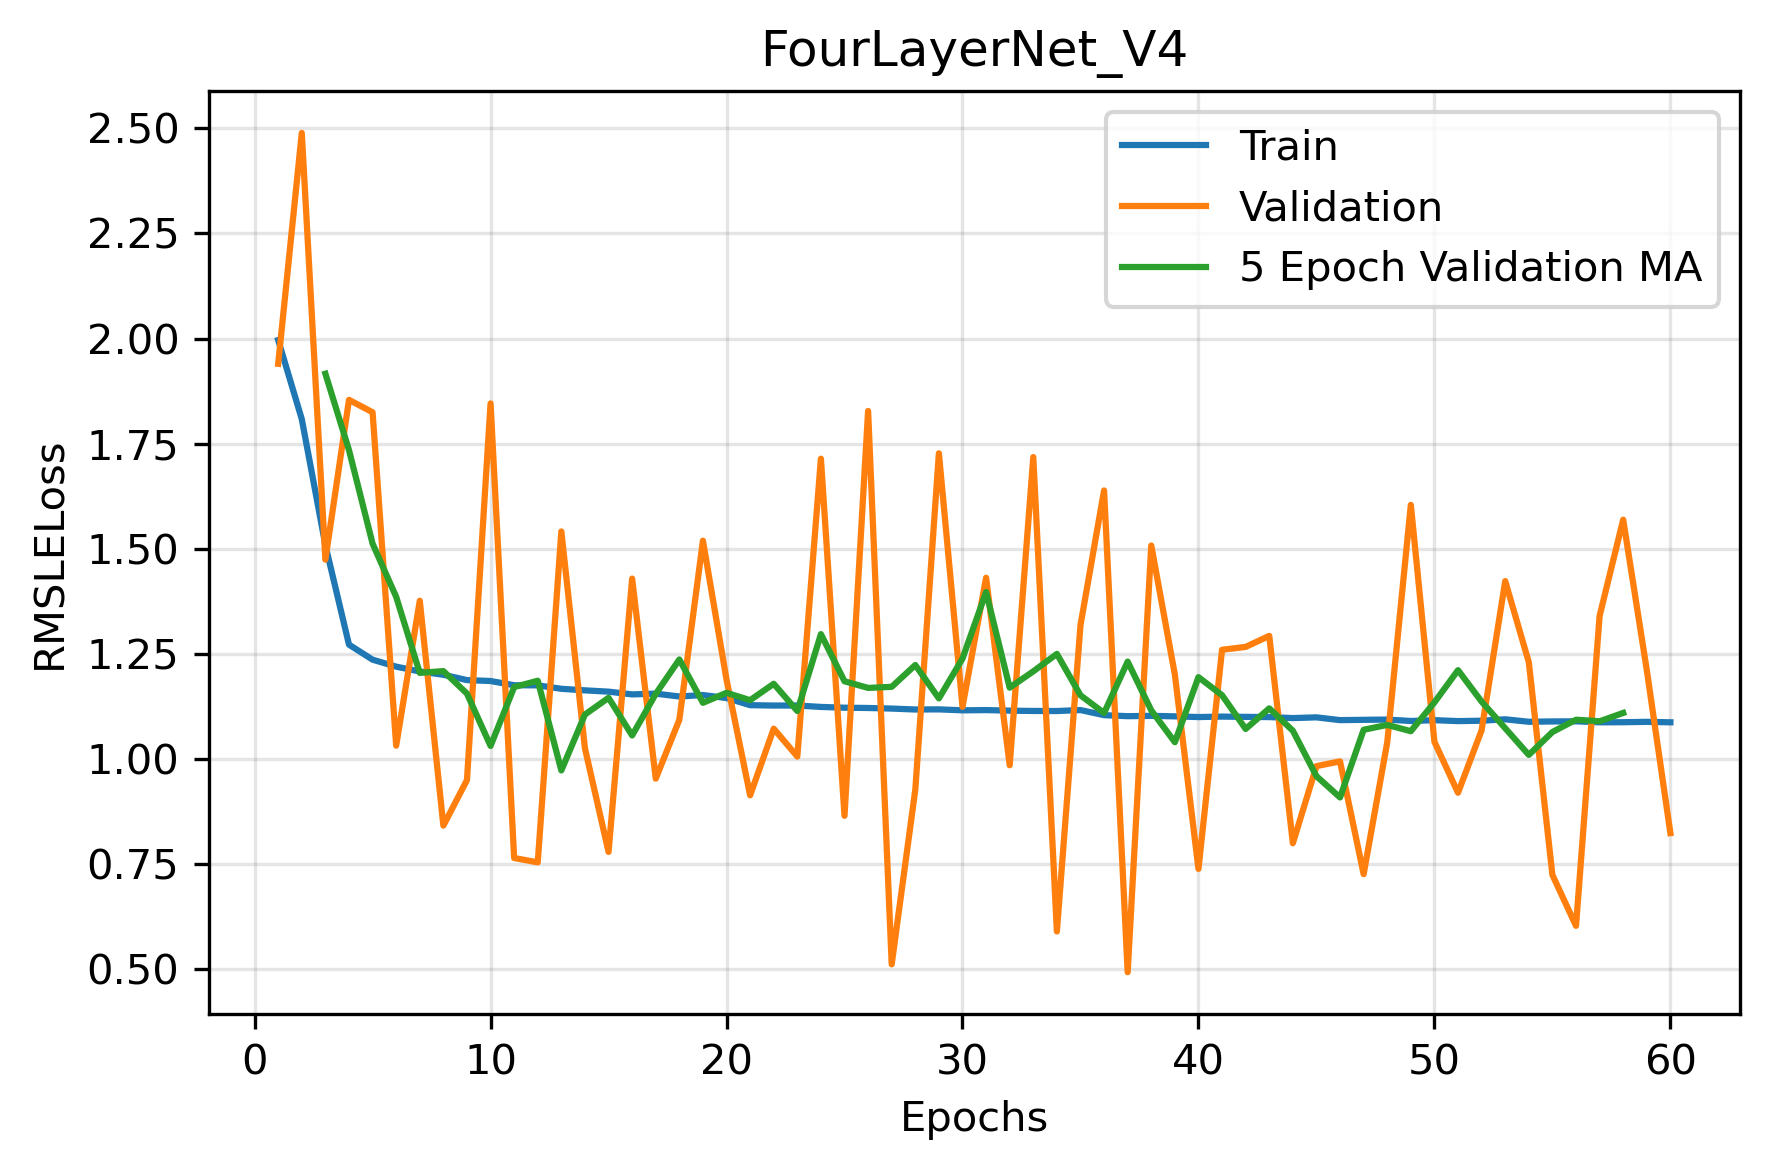 FourLayerNet_V4
Train
Validation
5 Epoch Validation MA
RMSLELoss
2.50
2.25
2.00
1.75
1.50
1.25
1.00
0.75
0.50
0 10 20 30 40 50 60
Epochs